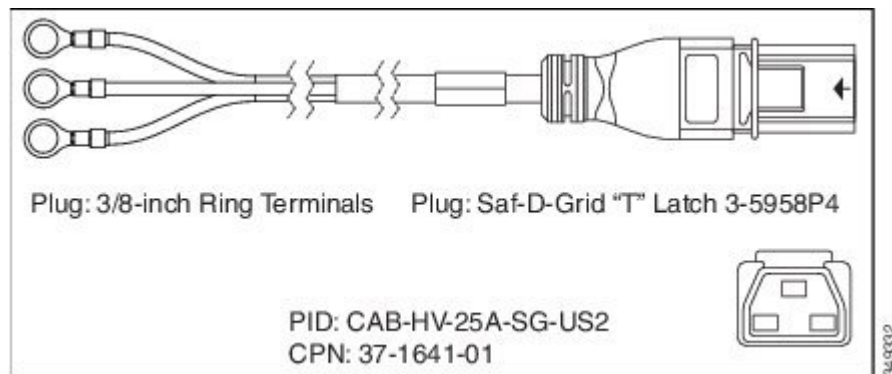 Plug: 3/8-inch Ring Terminals
Plug: Saf-D-Grid “T” Latch 3-5958P4
PID: CAB-HV-25A-SG-US2
CPN: 37-1641-01